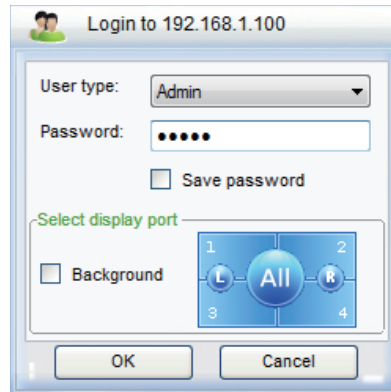 Login to 192.168.1.100
User type: Admin
Password: •••••
Save password
Select display port
1 2
Background L All R
3 4
OK Cancel